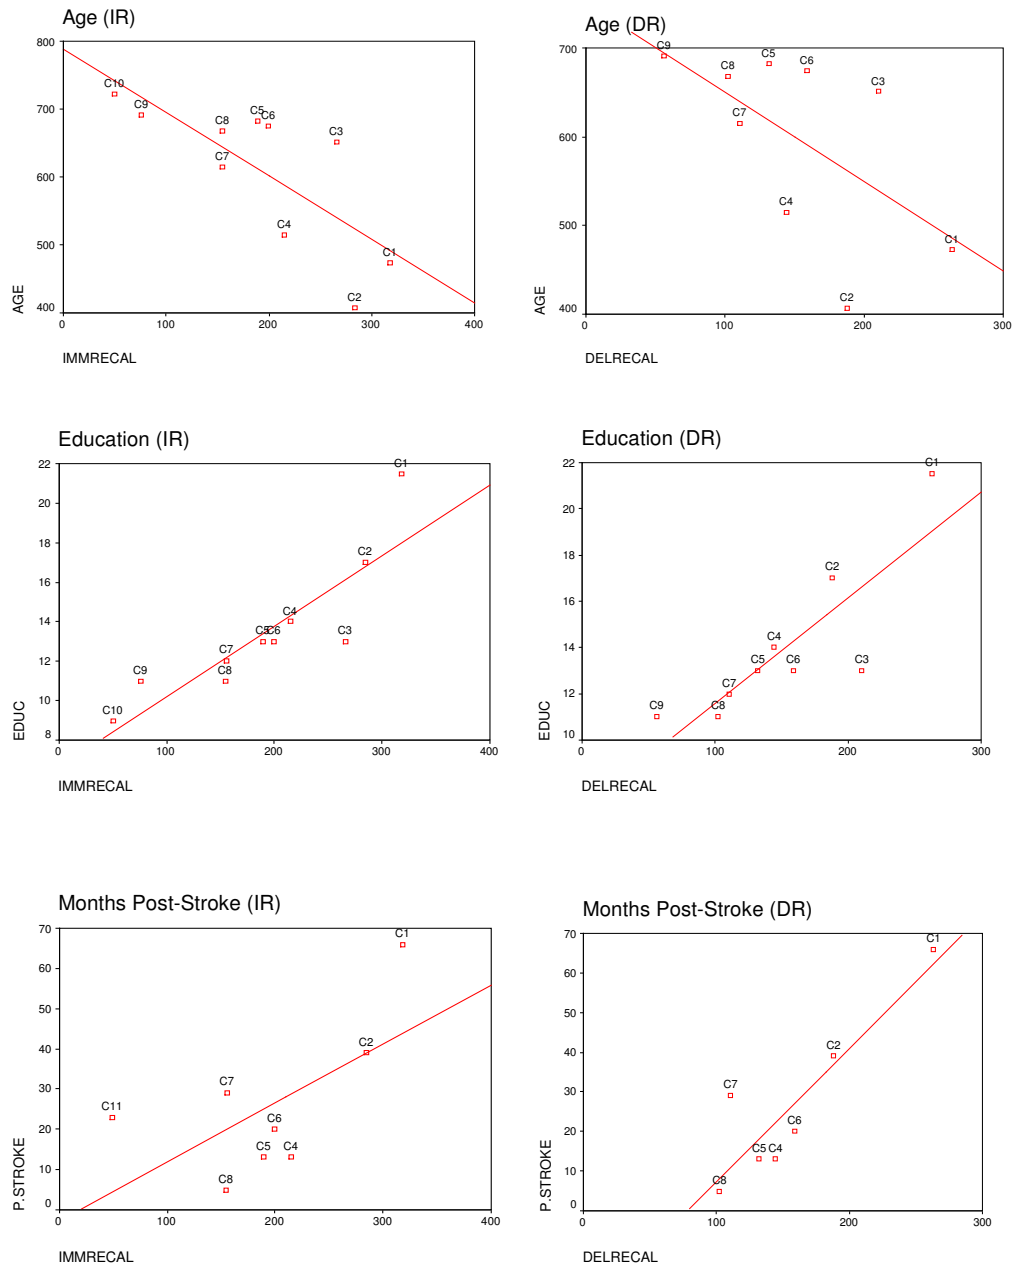 Age (IR)
800
700
600
500
400
AGE
C10
C9
C8
C5
C6
C3
C7
C4
C1
C2
0
100
200
300
400
IMMRECAL
Age (DR)
700
600
500
400
AGE
C9
C8
C5
C6
C3
C7
C4
C1
C2
0
100
200
300
DELRECAL
Education (IR)
22
20
18
16
14
12
10
8
EDUC
C1
C2
C4
C5
C6
C3
C7
C9
C8
C10
0
100
200
300
400
IMMRECAL
Education (DR)
22
20
18
16
14
12
10
EDUC
C1
C2
C4
C5
C6
C3
C7
C9
C8
0
100
200
300
DELRECAL
Months Post-Stroke (IR)
70
60
50
40
30
20
10
0
P.STROKE
C1
C2
C7
C11
C6
C5
C4
C8
0
100
200
300
400
IMMRECAL
Months Post-Stroke (DR)
70
60
50
40
30
20
10
0
P.STROKE
C1
C2
C7
C6
C5
C4
C8
0
100
200
300
DELRECAL